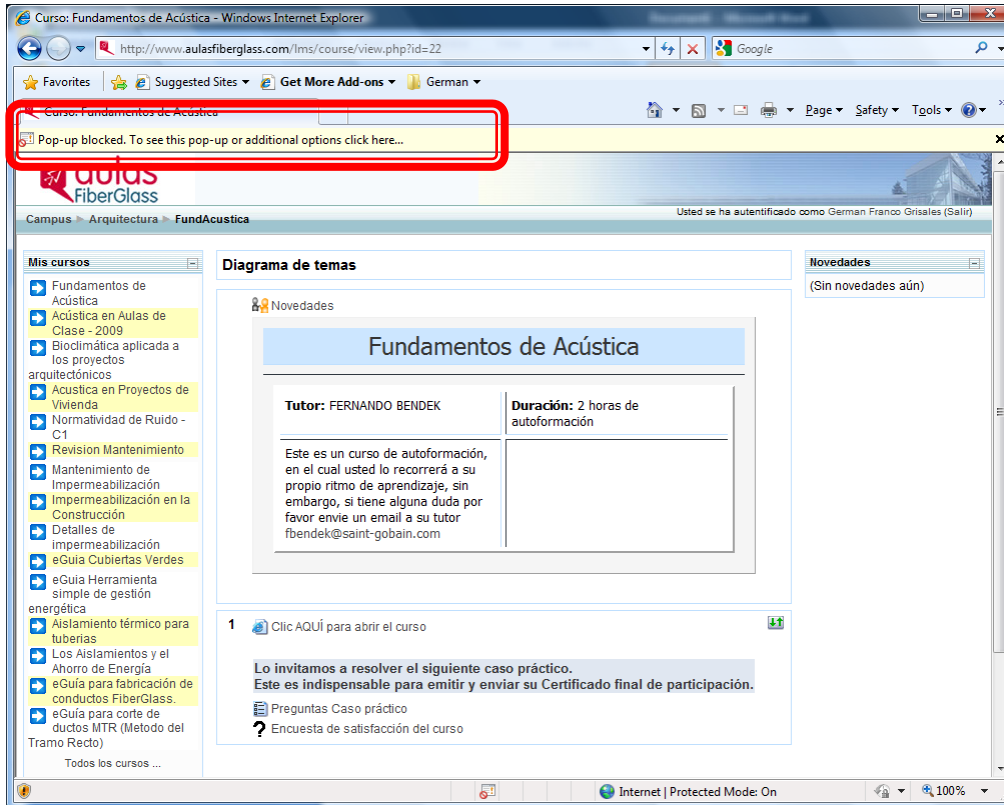 Curso: Fundamentos de Acústica - Windows Internet Explorer
http://www.aulasfiberglass.com/lms/course/view.php?id=22
Google
Favorites
Suggested Sites
Get More Add-ons
German
Curso: Fundamentos de Acústica
Page
Safety
Tools
Pop-up blocked. To see this pop-up or additional options click here...
aulas
FiberGlass
Campus ► Arquitectura ► FundAcustica
Usted se ha autentificado como German Franco Grisales (Salir)
Mis cursos
Fundamentos de
Acústica
Acústica en Aulas de
Clase - 2009
Bioclimática aplicada a
los proyectos
arquitectónicos
Acustica en Proyectos de
Vivienda
Normatividad de Ruido -
C1
Revision Mantenimiento
Mantenimiento de
Impermeabilización
Impermeabilización en la
Construcción
Detalles de
impermeabilización
eGuia Cubiertas Verdes
eGuia Herramienta
simple de gestión
energética
Aislamiento térmico para
tuberias
Los Aislamientos y el
Ahorro de Energía
eGuía para fabricación de
conductos FiberGlass.
eGuía para corte de
ductos MTR (Metodo del
Tramo Recto)
Todos los cursos ...
Diagrama de temas
Novedades
Fundamentos de Acústica
Tutor: FERNANDO BENDEK
Duración: 2 horas de
autoformación
Este es un curso de autoformación,
en el cual usted lo recorrerá a su
propio ritmo de aprendizaje, sin
embargo, si tiene alguna duda por
favor envie un email a su tutor
fbendek@saint-gobain.com
1
Clic AQUÍ para abrir el curso
Lo invitamos a resolver el siguiente caso práctico.
Este es indispensable para emitir y enviar su Certificado final de participación.
Preguntas Caso práctico
Encuesta de satisfacción del curso
Novedades
(Sin novedades aún)
Internet | Protected Mode: On
100%